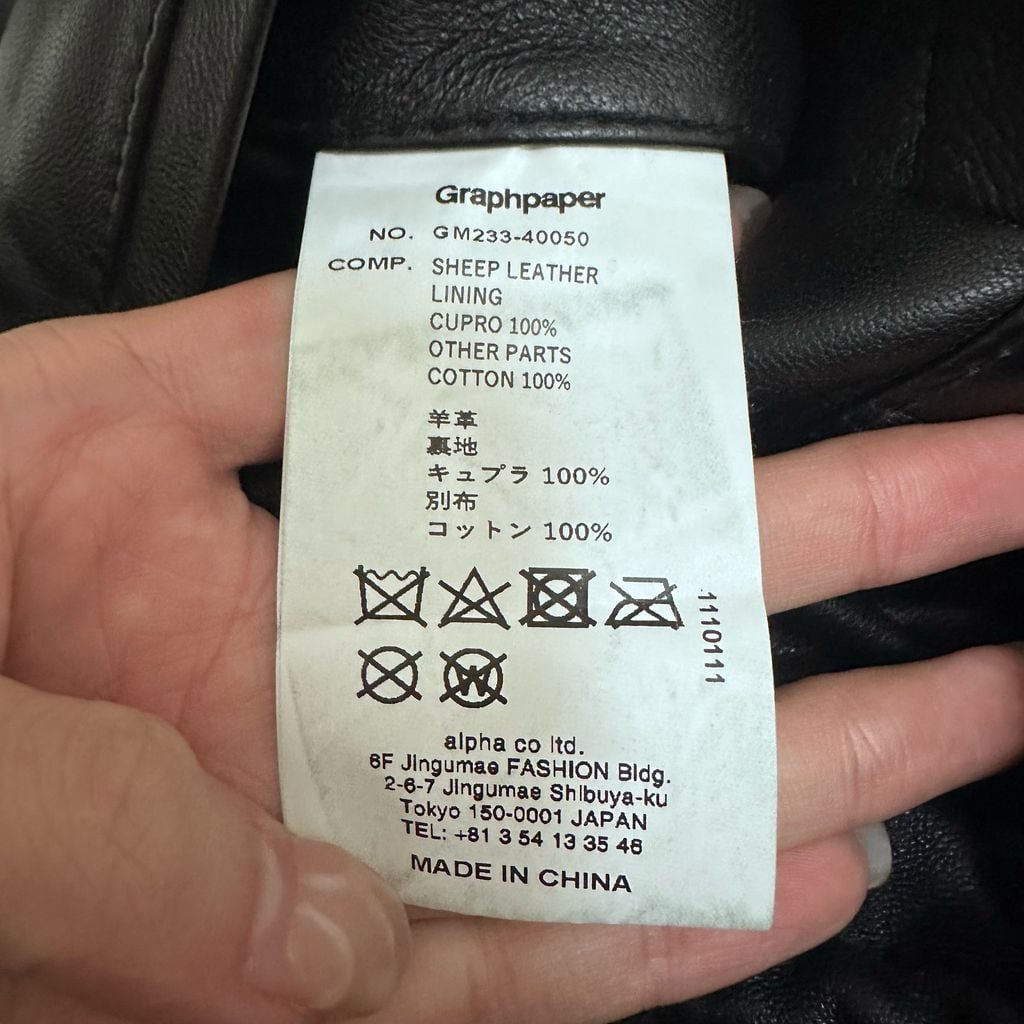 Graphpaper
NO. GM233-40050
COMP. SHEEP LEATHER
LINING
CUPRO 100%
OTHER PARTS
COTTON 100%
羊革
裏地
キュプラ 100%
別布
コットン 100%
W
1110111
alpha co ltd.
6F Jingumae FASHION Bldg.
2-6-7 Jingumae Shibuya-ku
Tokyo 150-0001 JAPAN
TEL: +81 3 54 13 35 46
MADE IN CHINA